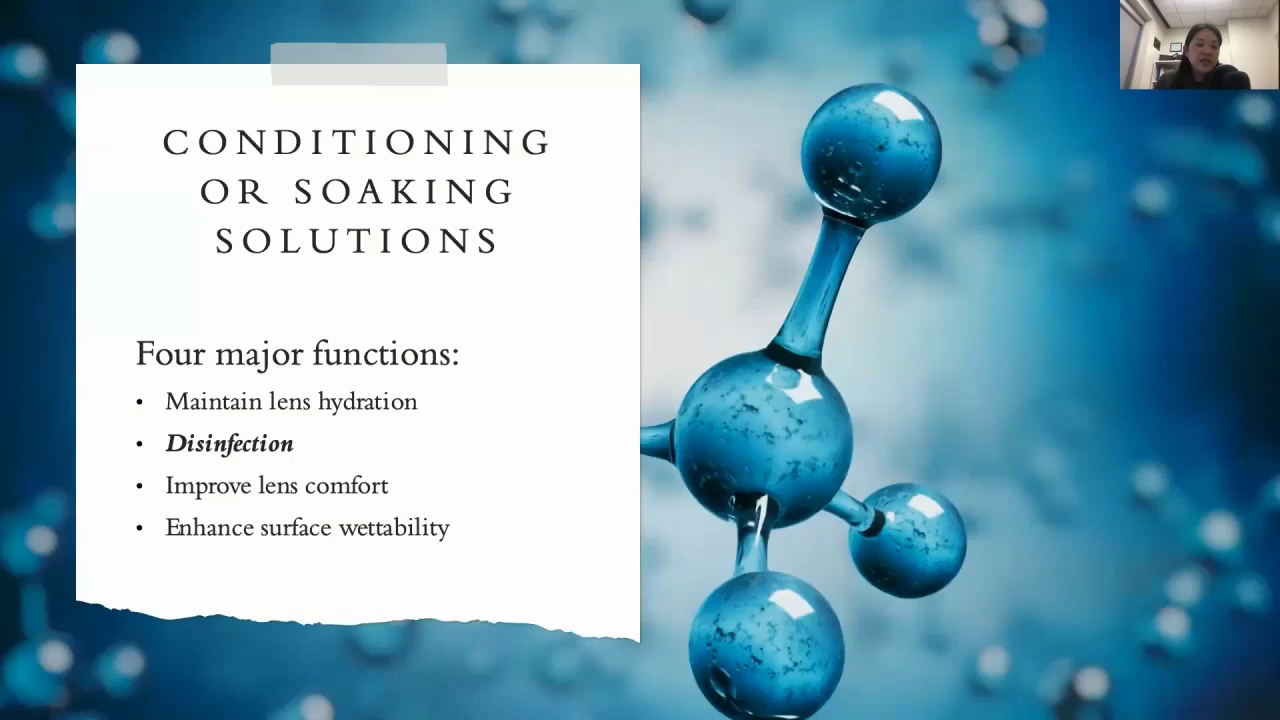 CONDITIONING
OR SOAKING
SOLUTIONS
Four major functions:
• Maintain lens hydration
• Disinfection
• Improve lens comfort
• Enhance surface wettability